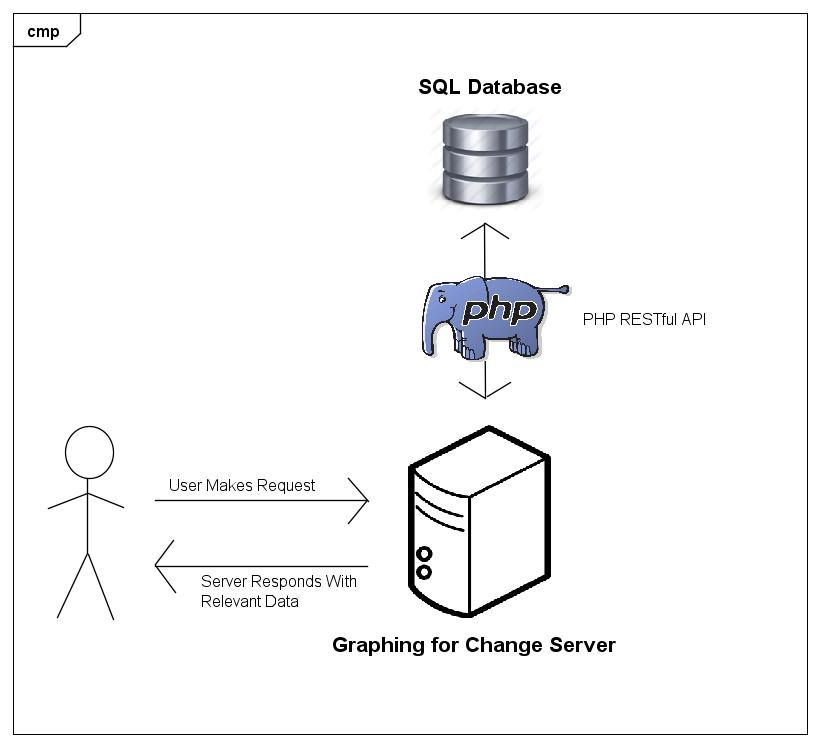 cmp
SQL Database
php
PHP RESTful API
User Makes Request
Server Responds With
Relevant Data
Graphing for Change Server